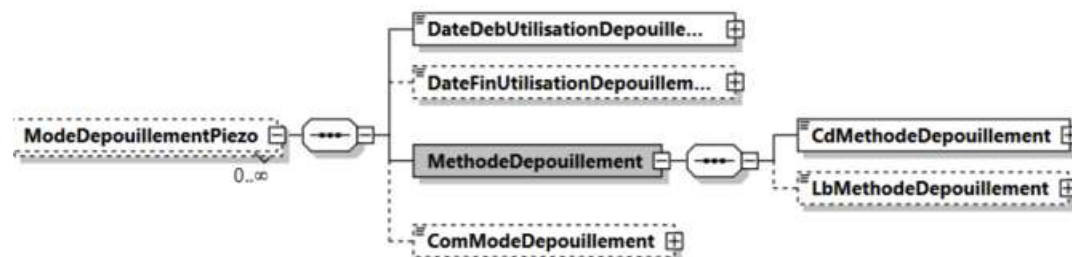 DateDebUtilisationDepouille...
DateFinUtilisationDepouillem...
ModeDepouillementPiezo
0..∞
MethodeDepouillement
CdMethodeDepouillement
LbMethodeDepouillement
ComModeDepouillement